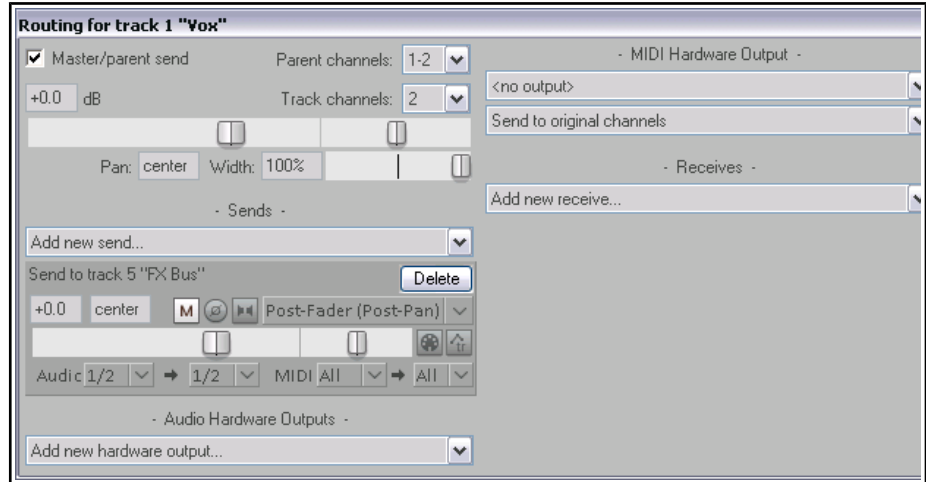 Routing for track 1 "Vox"
Master/parent send Parent channels: 1-2
+0.0 dB Track channels: 2
Pan: center Width: 100%
- Sends -
Add new send...
Send to track 5 "FX Bus" Delete
+0.0 center M Post-Fader (Post-Pan)
tr
Audio 1/2 1/2 MIDI All All
- Audio Hardware Outputs -
Add new hardware output...
- MIDI Hardware Output -
<no output>
Send to original channels
- Receives -
Add new receive...